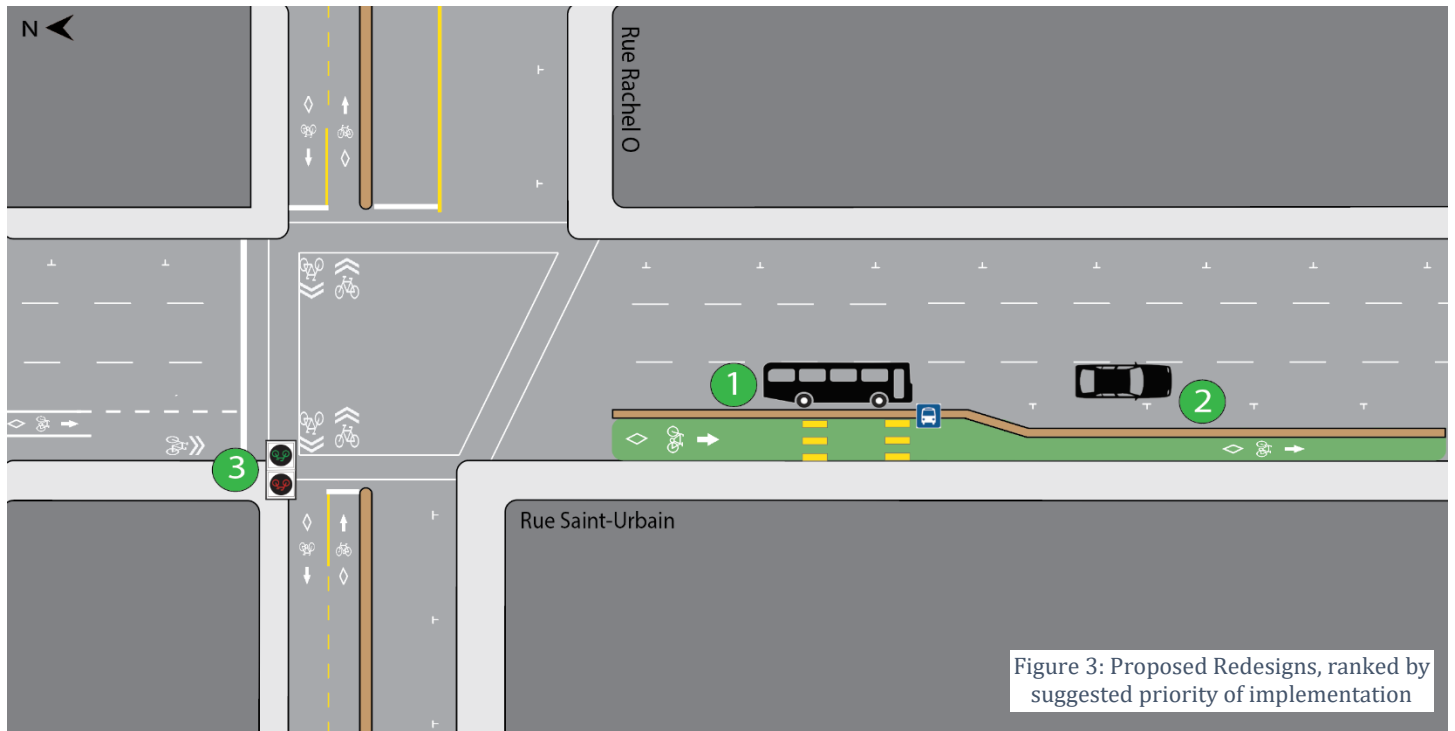 N
Rue Rachel O
1
2
3
Rue Saint-Urbain
Figure 3: Proposed Redesigns, ranked by
suggested priority of implementation